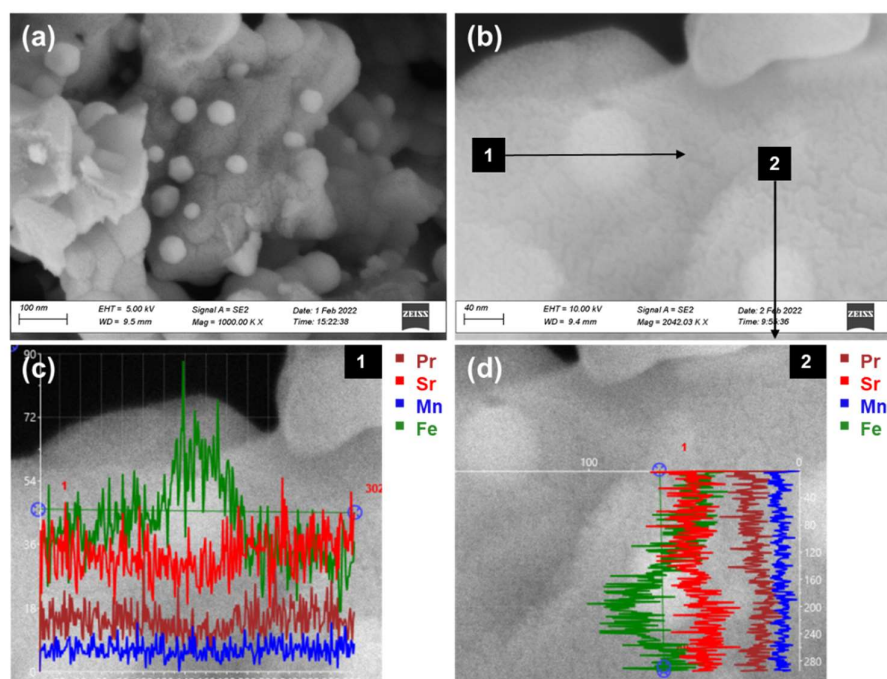 (a)
100 nm
EHT = 5.00 kV
WD = 9.5 mm
Signal A = SE2
Mag = 1000.00 K X
Date: 1 Feb 2022
Time: 15:22:38
ZEISS
(b)
1
2
40 nm
EHT = 10.00 kV
WD = 9.4 mm
Signal A = SE2
Mag = 2042.03 K X
Date: 2 Feb 2022
ZEISS
(c)
1
90
72
54
36
18
0
1
302
Pr
Sr
Mn
Fe
(d)
2
1
100
0
40
80
120
160
200
240
280
Pr
Sr
Mn
Fe